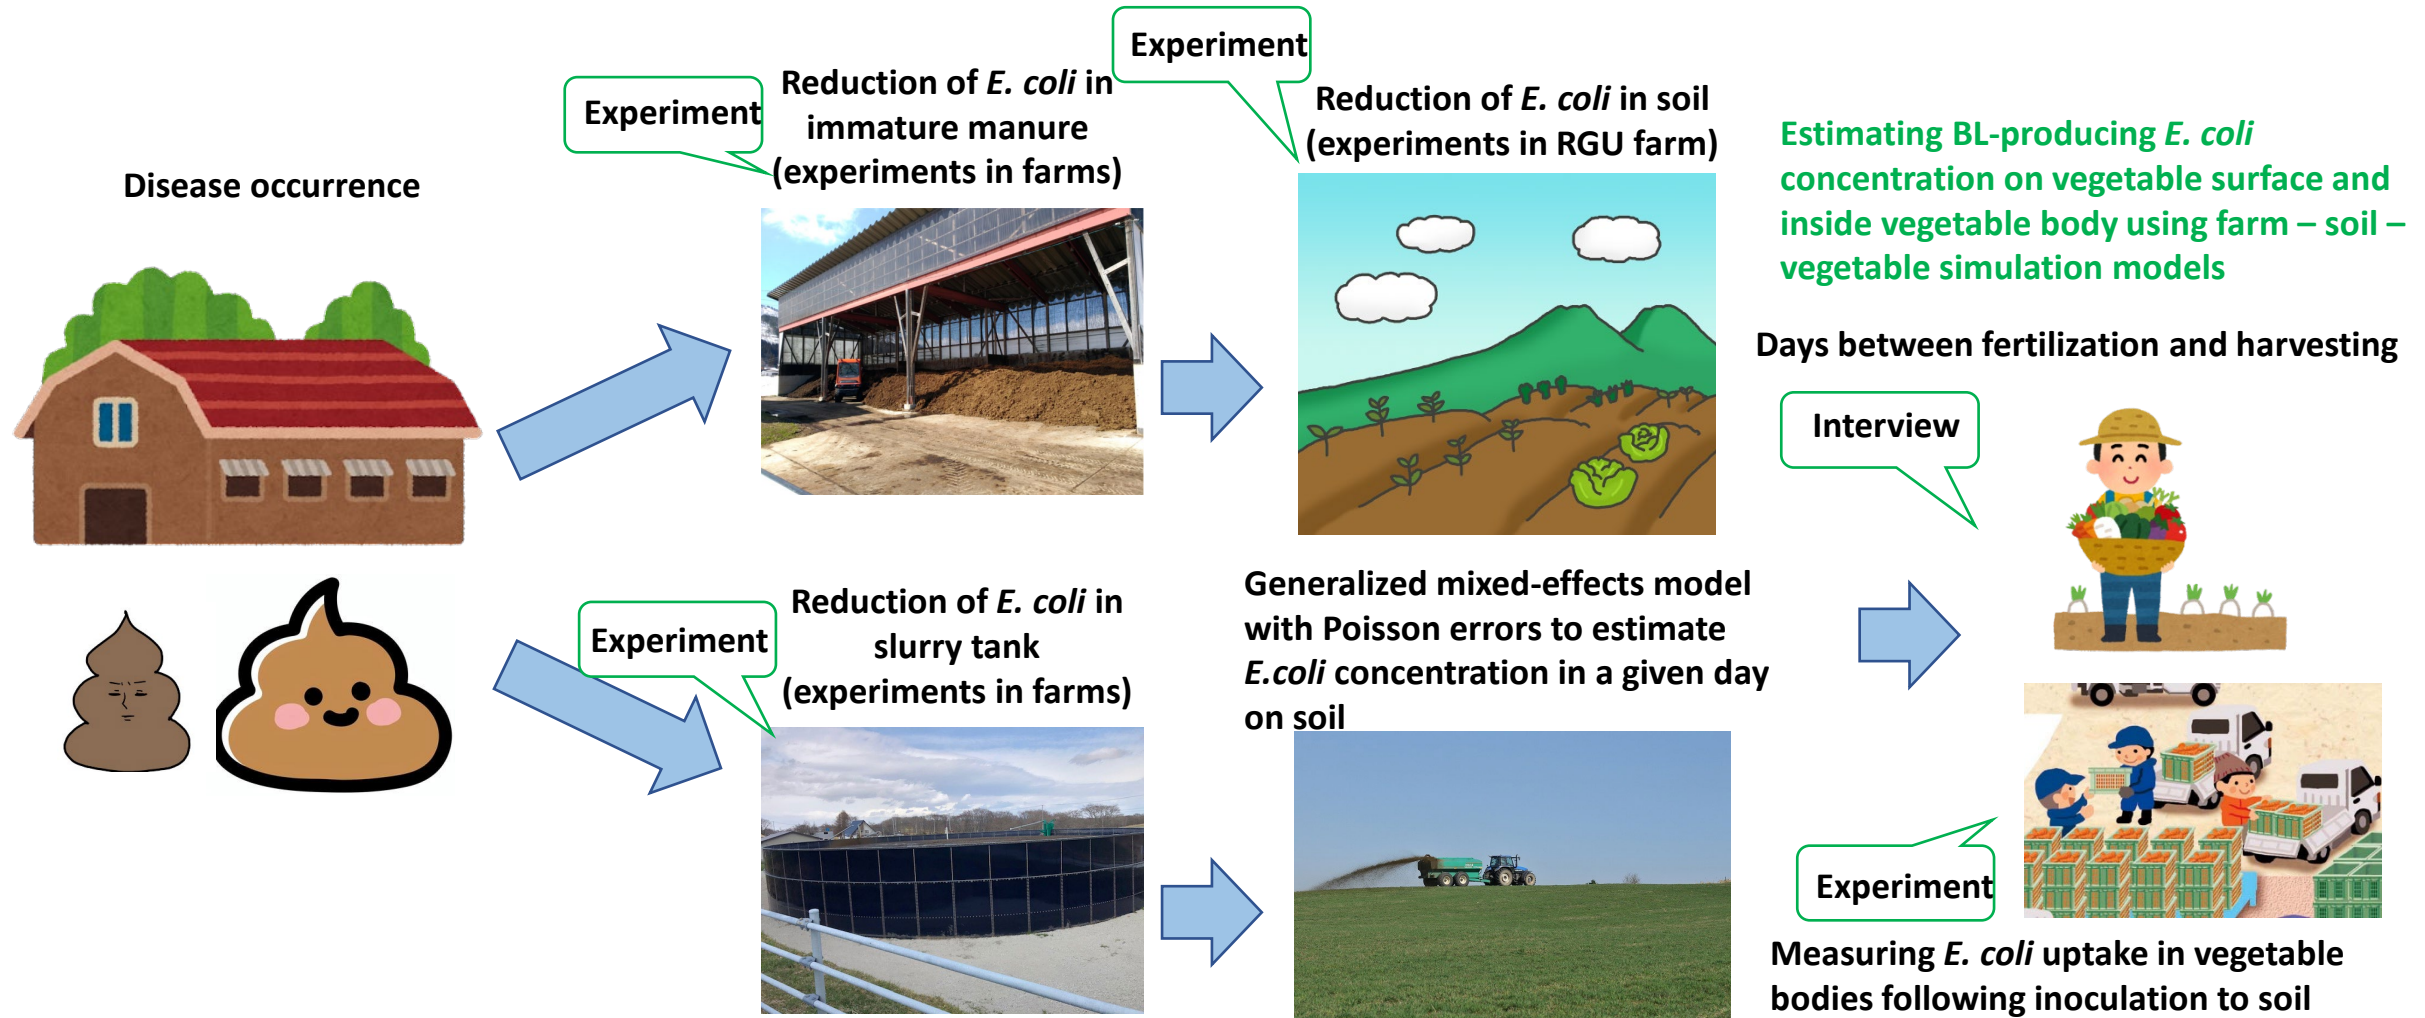 Disease occurrence
Experiment
Reduction of E. coli in
immature manure
(experiments in farms)
Experiment
Reduction of E. coli in soil
(experiments in RGU farm)
Estimating BL-producing E. coli
concentration on vegetable surface and
inside vegetable body using farm – soil –
vegetable simulation models
Days between fertilization and harvesting
Interview
Experiment
Reduction of E. coli in
slurry tank
(experiments in farms)
Generalized mixed-effects model
with Poisson errors to estimate
E.coli concentration in a given day
on soil
Experiment
Measuring E. coli uptake in vegetable
bodies following inoculation to soil